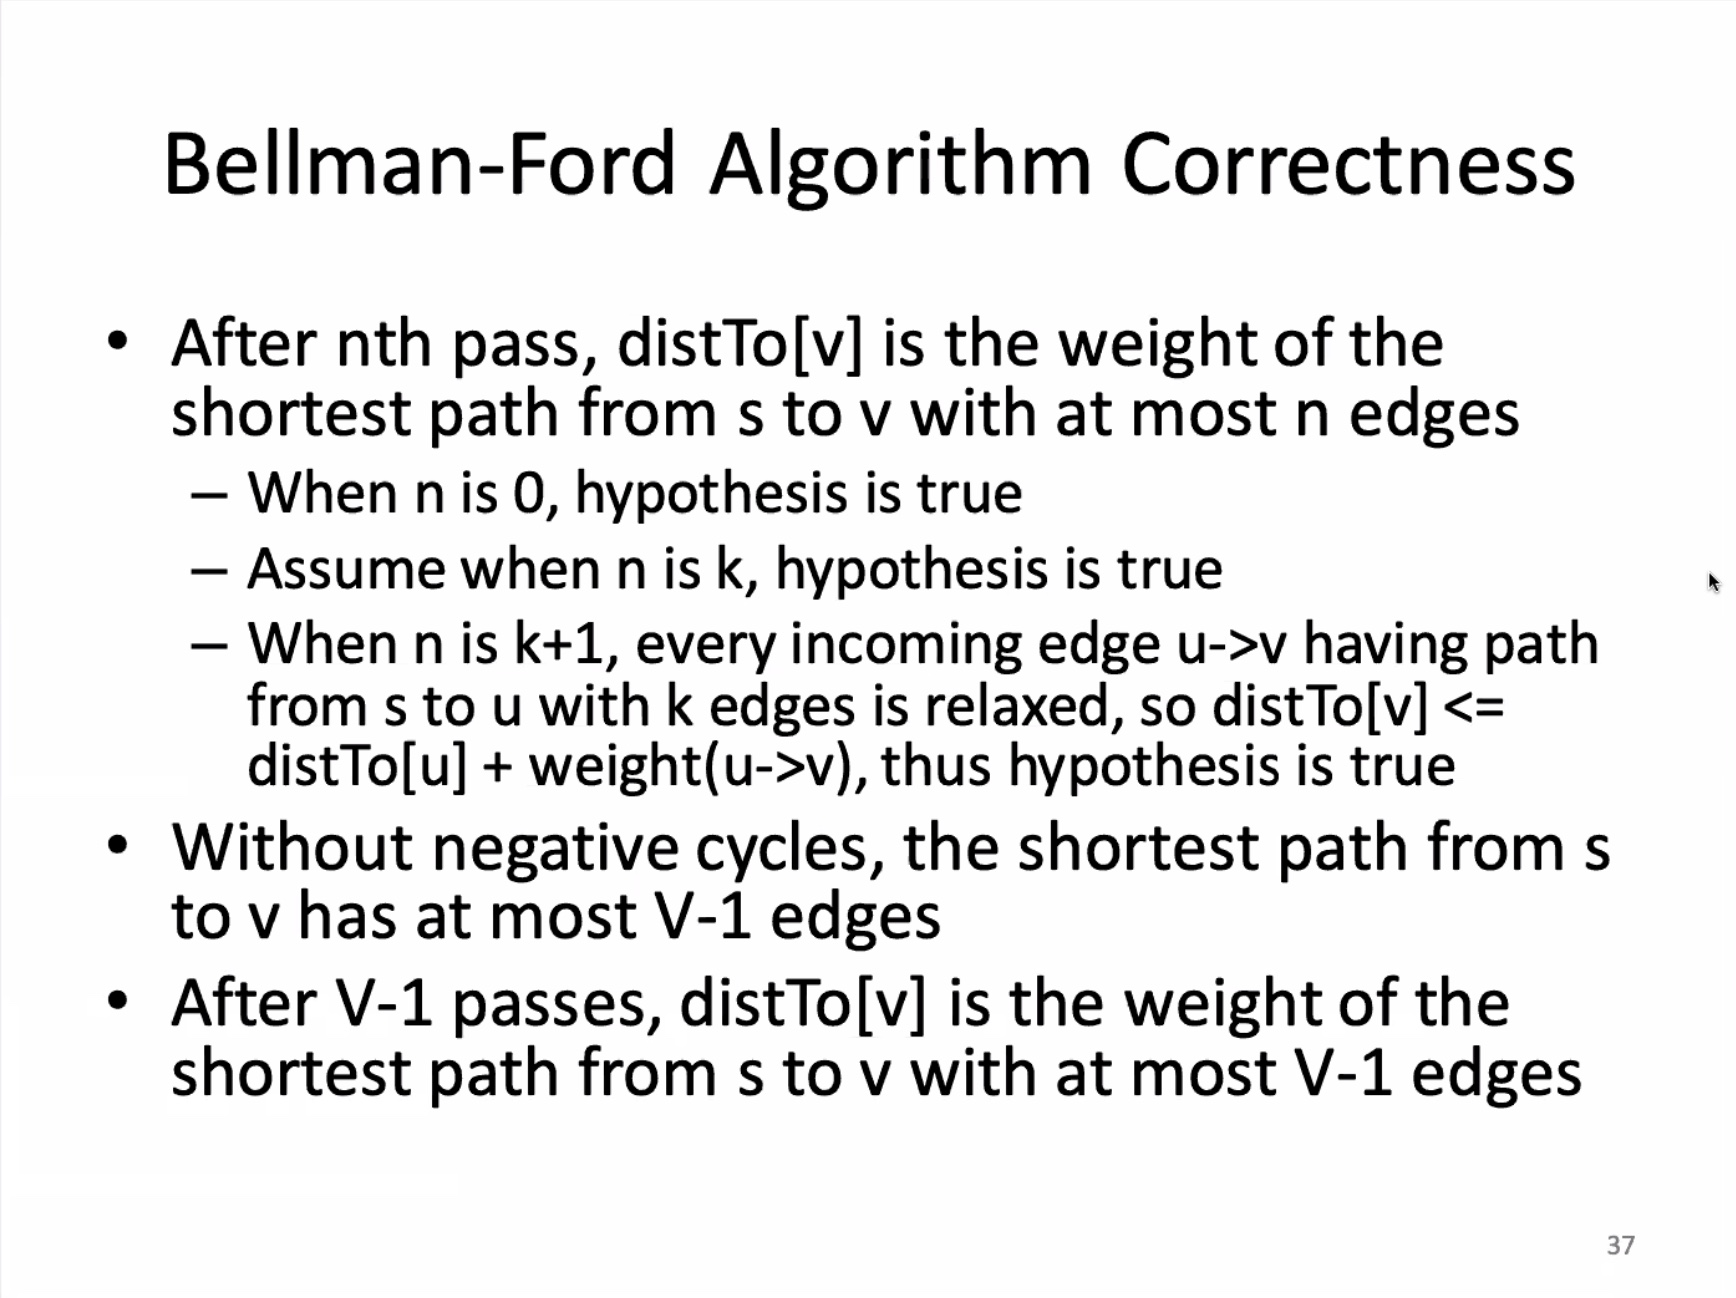 Bellman-Ford Algorithm Correctness
• After nth pass, distTo[v] is the weight of the
shortest path from s to v with at most n edges
– When n is 0, hypothesis is true
– Assume when n is k, hypothesis is true
– When n is k+1, every incoming edge u->v having path
from s to u with k edges is relaxed, so distTo[v] <=
distTo[u] + weight(u->v), thus hypothesis is true
• Without negative cycles, the shortest path from s
to v has at most V-1 edges
• After V-1 passes, distTo[v] is the weight of the
shortest path from s to v with at most V-1 edges
37